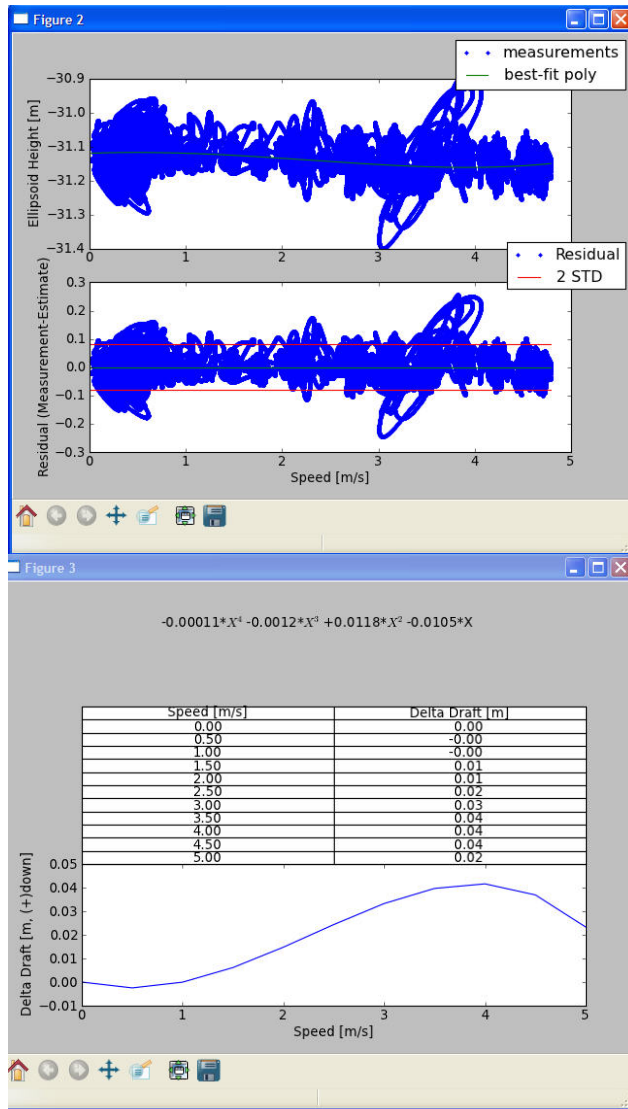 Figure 2
measurements
best-fit poly
Ellipsoid Height [m]
−30.9
−31.0
−31.1
−31.2
−31.3
−31.4
0 1 2 3 4 5
Residual
2 STD
Residual (Measurement-Estimate)
0.3
0.2
0.1
0.0
−0.1
−0.2
−0.3
0 1 2 3 4 5
Speed [m/s]
Figure 3
-0.00011*X⁴ -0.0012*X³ +0.0118*X² -0.0105*X
Speed [m/s] Delta Draft [m]
0.00 0.00
0.50 -0.00
1.00 -0.00
1.50 0.01
2.00 0.01
2.50 0.02
3.00 0.03
3.50 0.04
4.00 0.04
4.50 0.04
5.00 0.02
Delta Draft [m, (+)down]
0.05
0.04
0.03
0.02
0.01
0.00
−0.01
0 1 2 3 4 5
Speed [m/s]